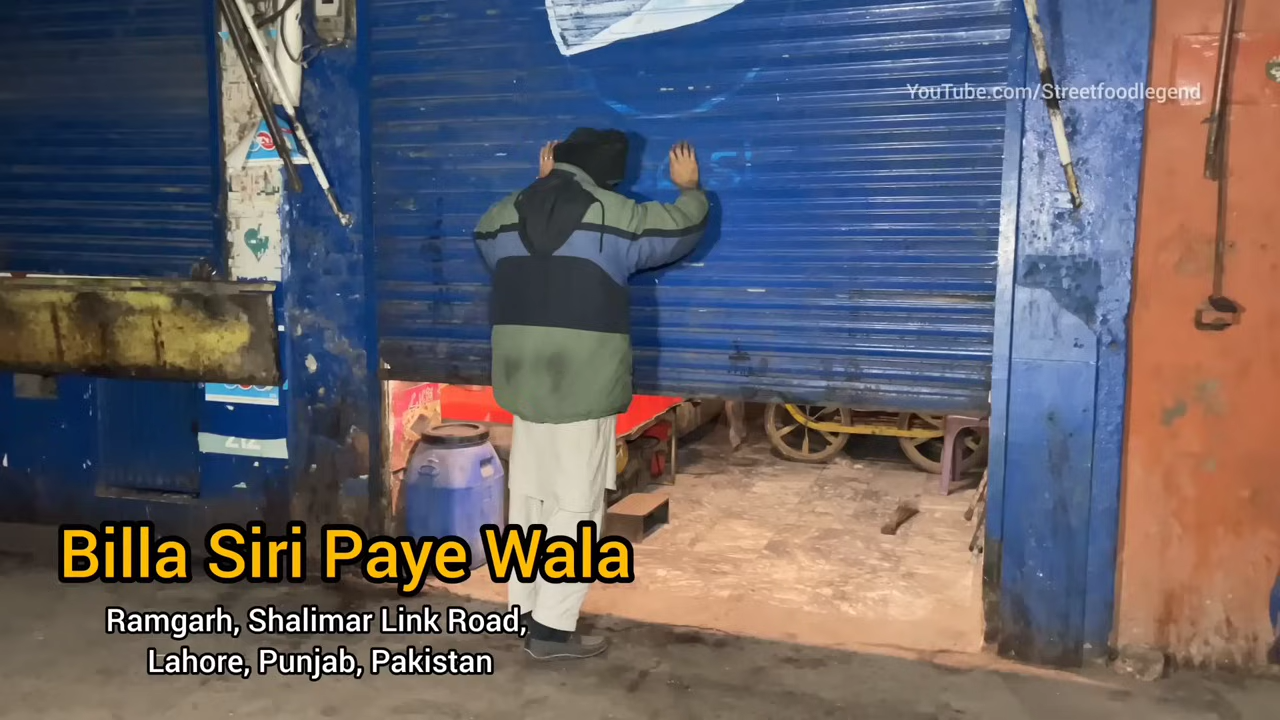 YouTube.com/Streetfoodlegend
Billa Siri Paye Wala
Ramgarh, Shalimar Link Road,
Lahore, Punjab, Pakistan